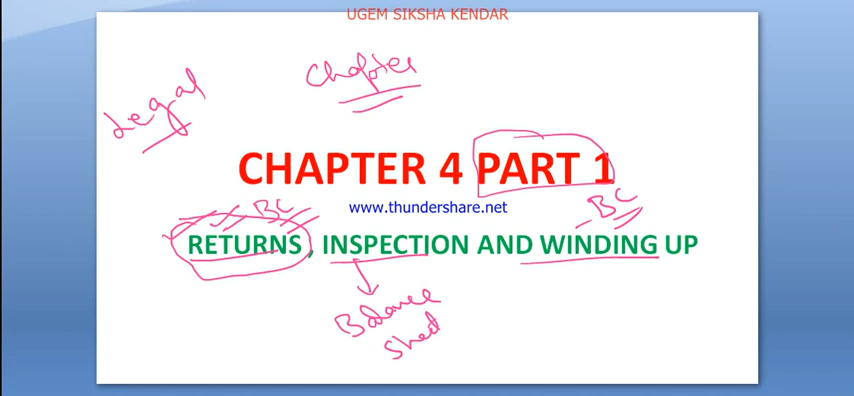 UGEM SIKSHA KENDAR
Chapter
Legal
CHAPTER 4 PART 1
www.thundershare.net
BC
BC
RETURNS, INSPECTION AND WINDING UP
Balance
Sheet